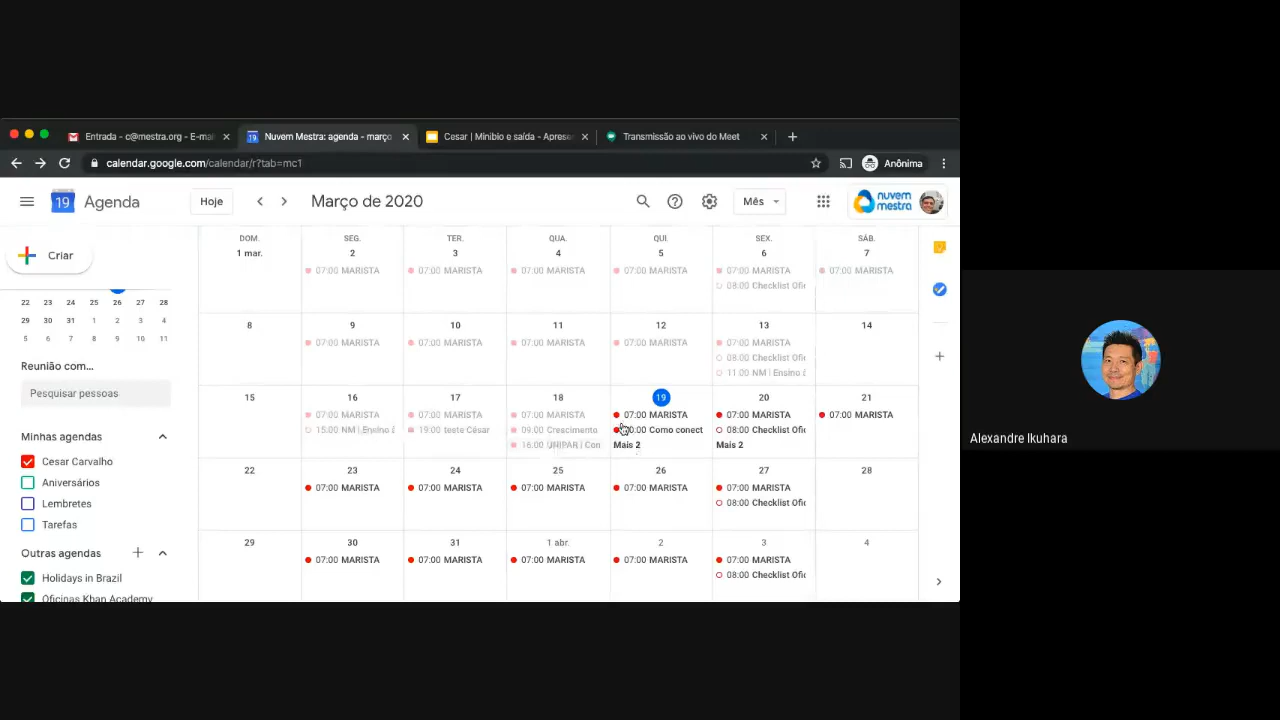 Entrada - c@mestra.org - E-mai
Nuvem Mestra: agenda - março
Cesar | Minibio e saída - Aprese
Transmissão ao vivo do Meet
calendar.google.com/calendar/r?tab=mc1
Anônima
19 Agenda Hoje Março de 2020 Mês nuvem mestra
Criar
DOM. SEG. TER. QUA. QUI. SEX. SÁB.
1 mar. 2 3 4 5 6 7
07:00 MARISTA 07:00 MARISTA 07:00 MARISTA 07:00 MARISTA 07:00 MARISTA 07:00 MARISTA
08:00 Checklist Ofic
22 23 24 25 26 27 28
29 30 31 1 2 3 4
5 6 7 8 9 10 11
8 9 10 11 12 13 14
07:00 MARISTA 07:00 MARISTA 07:00 MARISTA 07:00 MARISTA 07:00 MARISTA
08:00 Checklist Ofic
11:00 NM | Ensino
Reunião com...
Pesquisar pessoas
15 16 17 18 19 20 21
07:00 MARISTA 07:00 MARISTA 07:00 MARISTA 07:00 MARISTA 07:00 MARISTA 07:00 MARISTA
15:00 NM | Ensino 19:00 teste César 09:00 Crescimento Como conect 08:00 Checklist Ofic
16:00 UNIPAR | Con Mais 2 Mais 2
Minhas agendas
Cesar Carvalho
Aniversários
Lembretes
Tarefas
22 23 24 25 26 27 28
07:00 MARISTA 07:00 MARISTA 07:00 MARISTA 07:00 MARISTA 07:00 MARISTA
08:00 Checklist Ofic
29 30 31 1 abr. 2 3 4
07:00 MARISTA 07:00 MARISTA 07:00 MARISTA 07:00 MARISTA 07:00 MARISTA
08:00 Checklist Ofic
Outras agendas
Holidays in Brazil
Oficinas Khan Academy
Alexandre Ikuhara